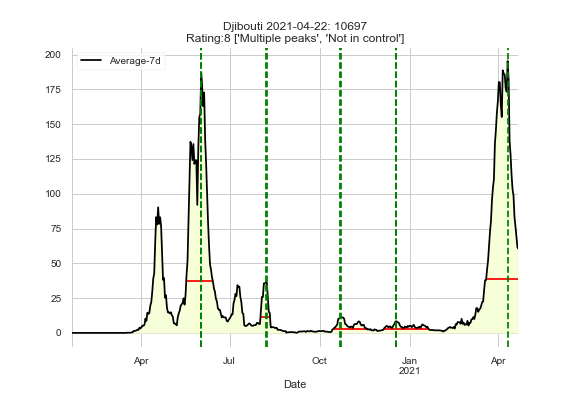 Djibouti 2021-04-22: 10697
Rating:8 ['Multiple peaks', 'Not in control']
Average-7d
200
175
150
125
100
75
50
25
0
Apr
Jul
Oct
Jan
2021
Apr
Date